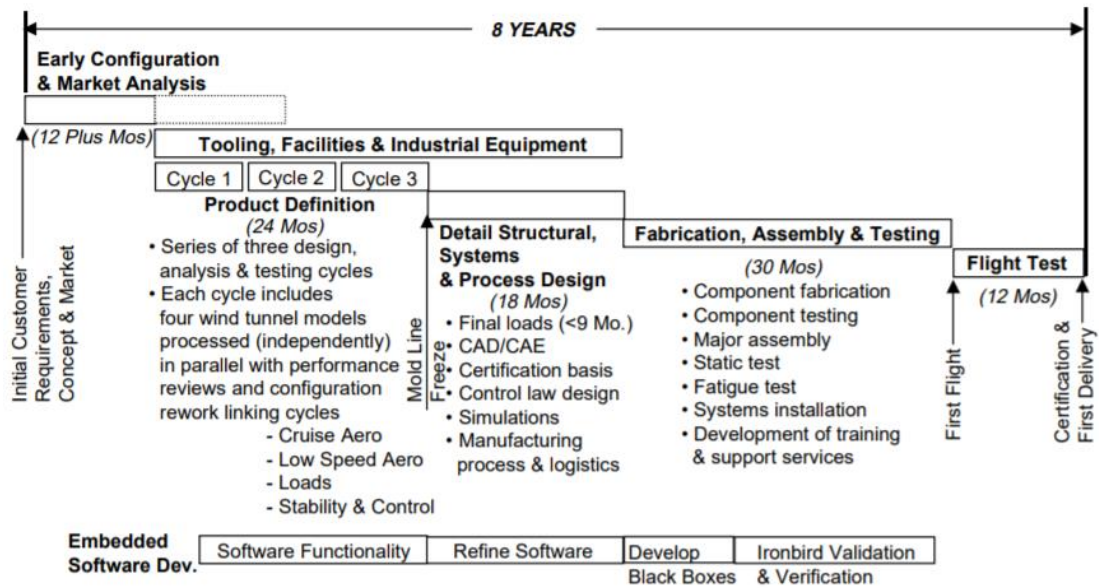 8 YEARS
Early Configuration
& Market Analysis
(12 Plus Mos)
Tooling, Facilities & Industrial Equipment
Cycle 1
Cycle 2
Cycle 3
Product Definition
(24 Mos)
• Series of three design,
analysis & testing cycles
• Each cycle includes
four wind tunnel models
processed (independently)
in parallel with performance
reviews and configuration
rework linking cycles
- Cruise Aero
- Low Speed Aero
- Loads
- Stability & Control
Initial Customer
Requirements,
Concept & Market
Mold Line
Freeze
Detail Structural,
Systems
& Process Design
(18 Mos)
• Final loads (<9 Mo.)
• CAD/CAE
• Certification basis
• Control law design
• Simulations
• Manufacturing
process & logistics
Fabrication, Assembly & Testing
(30 Mos)
• Component fabrication
• Component testing
• Major assembly
• Static test
• Fatigue test
• Systems installation
• Development of training
& support services
Flight Test
(12 Mos)
First Flight
Certification &
First Delivery
Embedded
Software Dev.
Software Functionality
Refine Software
Develop
Black Boxes
Ironbird Validation
& Verification